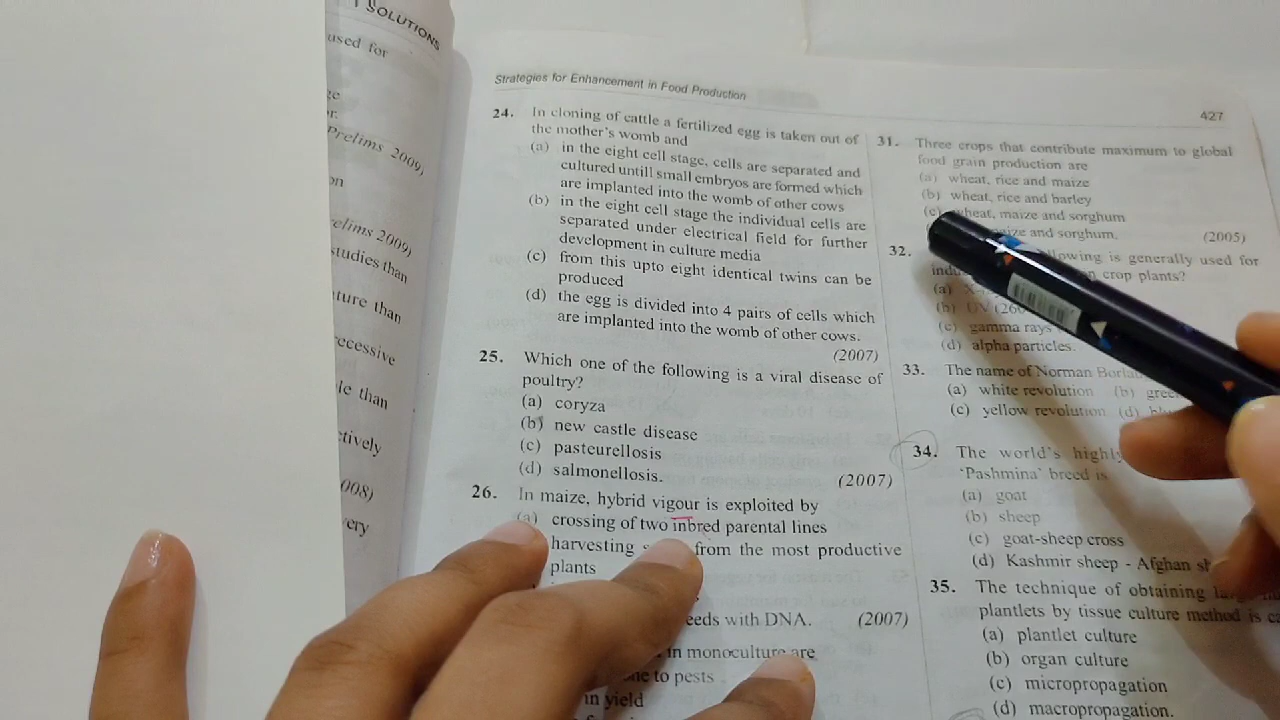 SOLUTIONS
used for
Prelims 2009)
on
studies than
ture than
ecessive
le than
ctively
008)
very
Strategies for Enhancement in Food Production
427
24. In cloning of cattle a fertilized egg is taken out of
the mother's womb and
(a) in the eight cell stage, cells are separated and
cultured untill small embryos are formed which
are implanted into the womb of other cows
(b) in the eight cell stage the individual cells are
separated under electrical field for further
development in culture media
(c) from this upto eight identical twins can be
produced
(d) the egg is divided into 4 pairs of cells which
are implanted into the womb of other cows.
(2007)
25. Which one of the following is a viral disease of
poultry?
(a) coryza
(b) new castle disease
(c) pasteurellosis
(d) salmonellosis.
(2007)
26. In maize, hybrid vigour is exploited by
(a) crossing of two inbred parental lines
harvesting from the most productive
plants
eeds with DNA. (2007)
in monoculture are
to pests
in yield
31. Three crops that contribute maximum to global
food grain production are
(a) wheat, rice and maize
(b) wheat, rice and barley
(c) wheat, maize and sorghum
maize and sorghum. (2005)
32. lowing is generally used for
crop plants?
(a)
(b) UV
(c) gamma rays
(d) alpha particles.
33. The name of Norman Borla
(a) white revolution (b) gree
(c) yellow revolution (d)
34. The world's highly
'Pashmina' breed is
(a) goat
(b) sheep
(c) goat-sheep cross
(d) Kashmir sheep - Afghan
35. The technique of obtaining
plantlets by tissue culture method is
(a) plantlet culture
(b) organ culture
(c) micropropagation
(d) macropropagation.